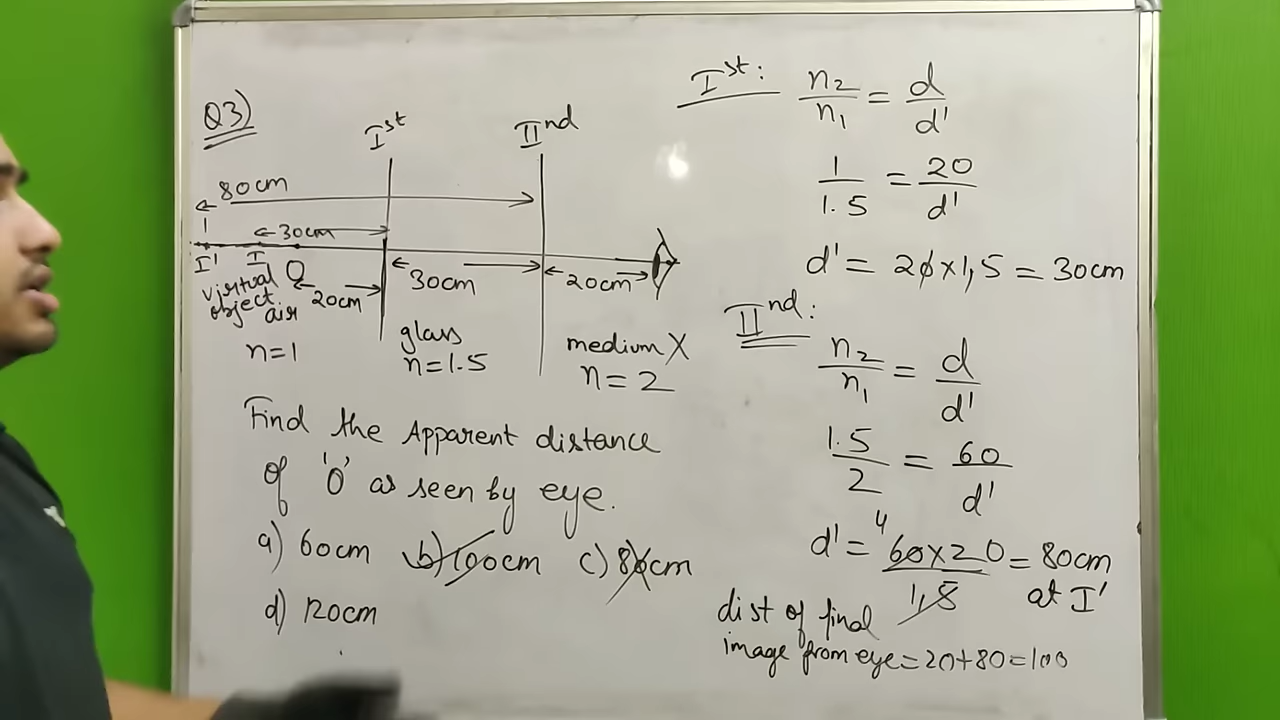 Q3)
Ist
IInd
80cm
30cm
I' I O
virtual object
20cm
30cm
20cm
air
n=1
glass
n=1.5
medium X
n=2
Find the Apparent distance
of 'O' as seen by eye.
a) 60cm b) 100cm c) 80cm
d) 120cm
Ist:
n2/n1 = d/d'
1/1.5 = 20/d'
d' = 20×1.5 = 30cm
IInd:
n2/n1 = d/d'
1.5/2 = 60/d'
4
d' = 60×20/1.5 = 80cm
at I'
dist of final
image from eye = 20+80=100